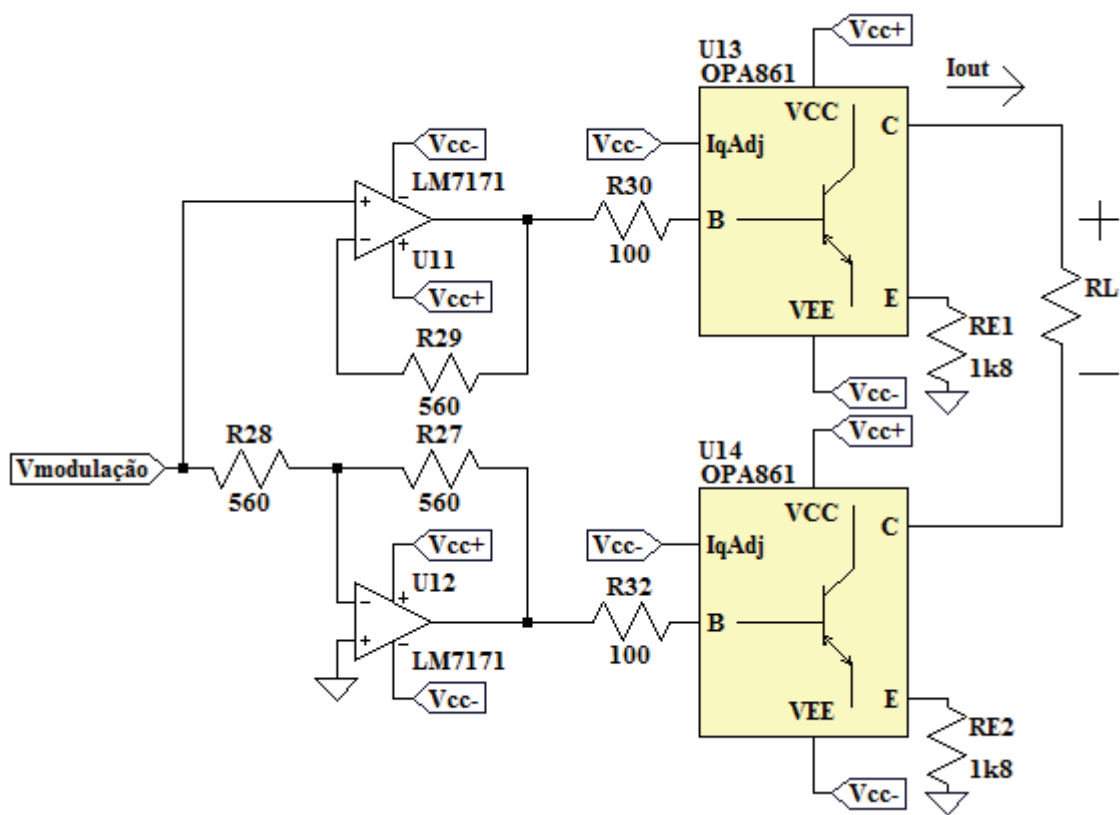 Vcc+
U13
OPA861
Iout
VCC
C
Vcc-
IqAdj
Vcc-
LM7171
R30
+
−
B
+
−
+
U11
100
Vcc+
VEE
E
RL
R29
RE1
1k8
560
Vcc-
−
R28
R27
Vcc+
U14
OPA861
Vmodulação
560
560
VCC
C
Vcc+
Vcc-
IqAdj
U12
R32
−
+
B
+
−
LM7171
100
Vcc-
VEE
E
RE2
1k8
Vcc-